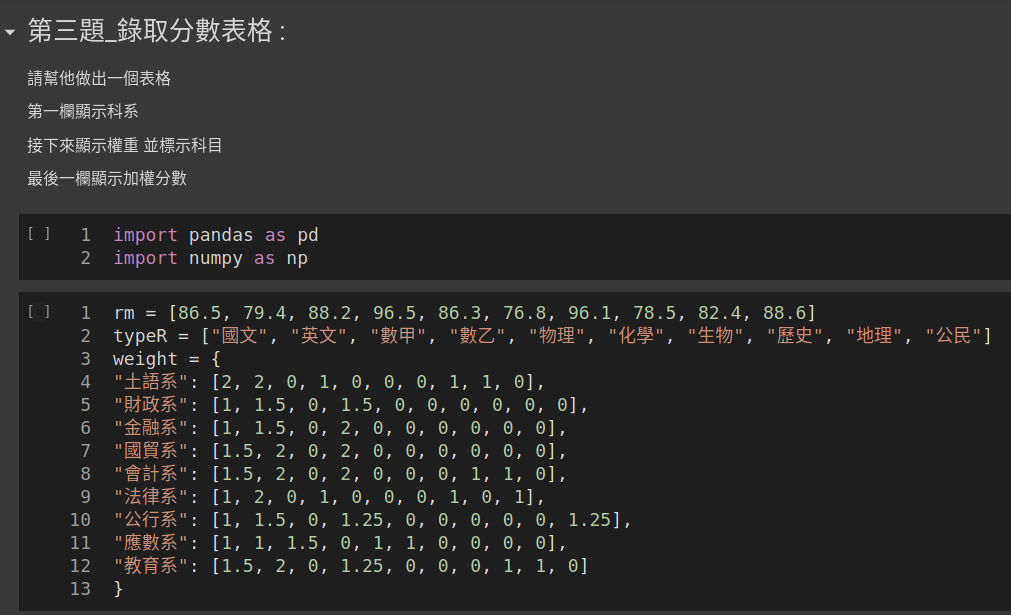 第三題_錄取分數表格 :
請幫他做出一個表格
第一欄顯示科系
接下來顯示權重 並標示科目
最後一欄顯示加權分數
[ ] 1 import pandas as pd
2 import numpy as np
[ ] 1 rm = [86.5, 79.4, 88.2, 96.5, 86.3, 76.8, 96.1, 78.5, 82.4, 88.6]
2 typeR = ["國文", "英文", "數甲", "數乙", "物理", "化學", "生物", "歷史", "地理", "公民"]
3 weight = {
4 "土語系": [2, 2, 0, 1, 0, 0, 0, 1, 1, 0],
5 "財政系": [1, 1.5, 0, 1.5, 0, 0, 0, 0, 0, 0],
6 "金融系": [1, 1.5, 0, 2, 0, 0, 0, 0, 0, 0],
7 "國貿系": [1.5, 2, 0, 2, 0, 0, 0, 0, 0, 0],
8 "會計系": [1.5, 2, 0, 2, 0, 0, 0, 1, 1, 0],
9 "法律系": [1, 2, 0, 1, 0, 0, 0, 1, 0, 1],
10 "公行系": [1, 1.5, 0, 1.25, 0, 0, 0, 0, 0, 1.25],
11 "應數系": [1, 1, 1.5, 0, 1, 1, 0, 0, 0, 0],
12 "教育系": [1.5, 2, 0, 1.25, 0, 0, 0, 1, 1, 0]
13 }